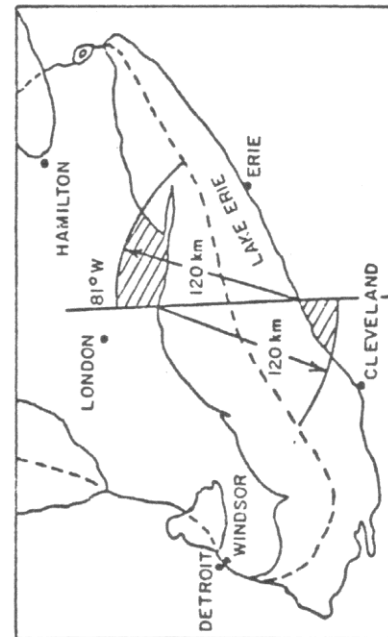 HAMILTON
81° W
120 km
LAKE ERIE
ERIE
LONDON
120 km
CLEVELAND
WINDSOR
DETROIT